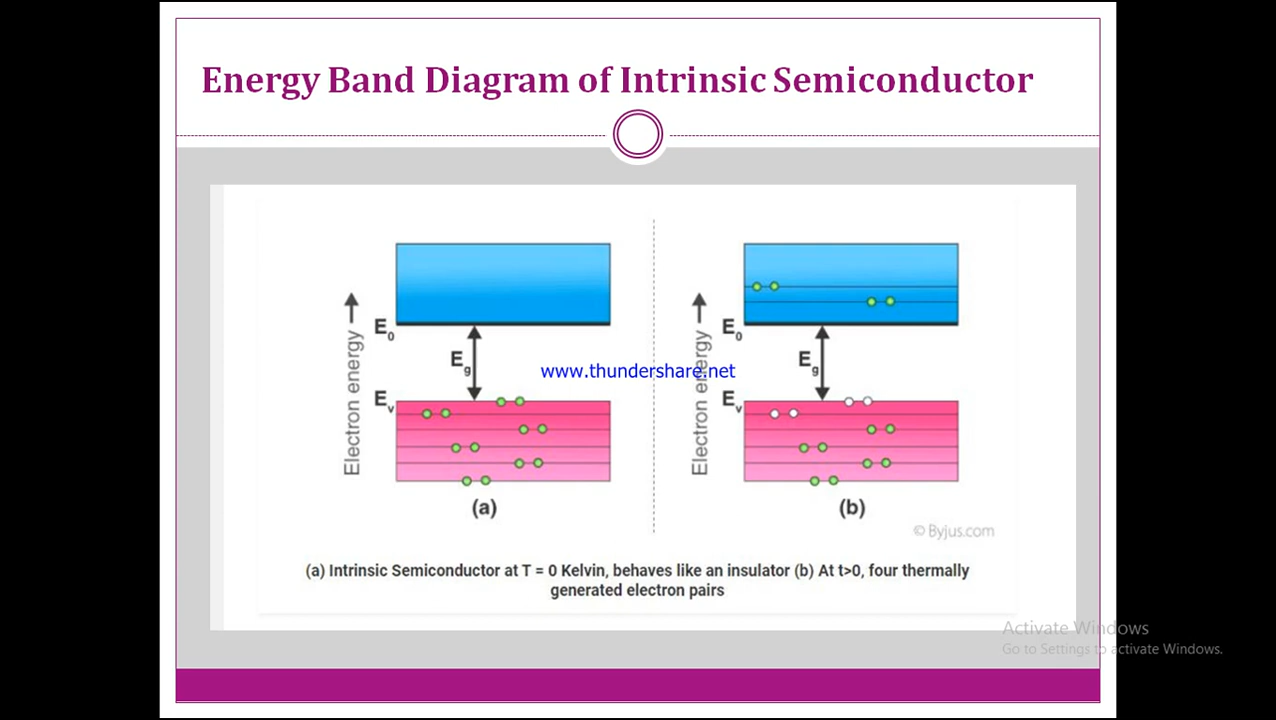 Energy Band Diagram of Intrinsic Semiconductor
Electron energy
E0
Eg
Ev
(a)
www.thundershare.net
Electron energy
E0
Eg
Ev
(b)
© Byjus.com
(a) Intrinsic Semiconductor at T = 0 Kelvin, behaves like an insulator (b) At t>0, four thermally
generated electron pairs
Activate Windows
Go to Settings to activate Windows.